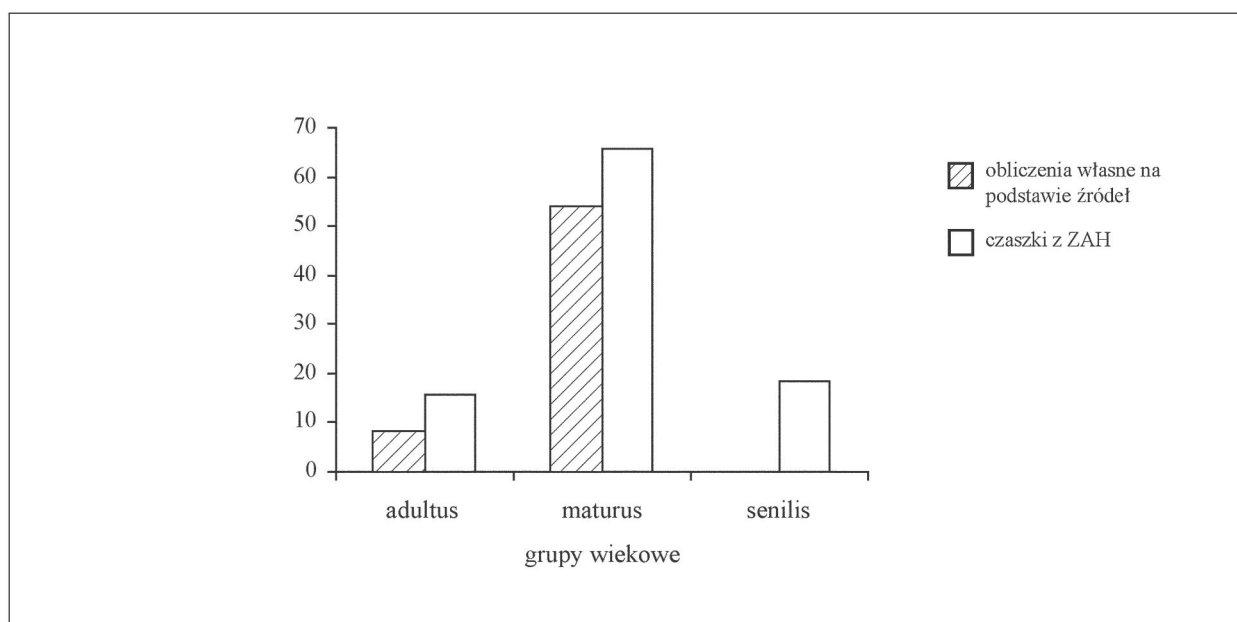 70
60
50
40
30
20
10
0
adultus maturus senilis
grupy wiekowe
obliczenia własne na
podstawie źródeł
czaszki z ZAH